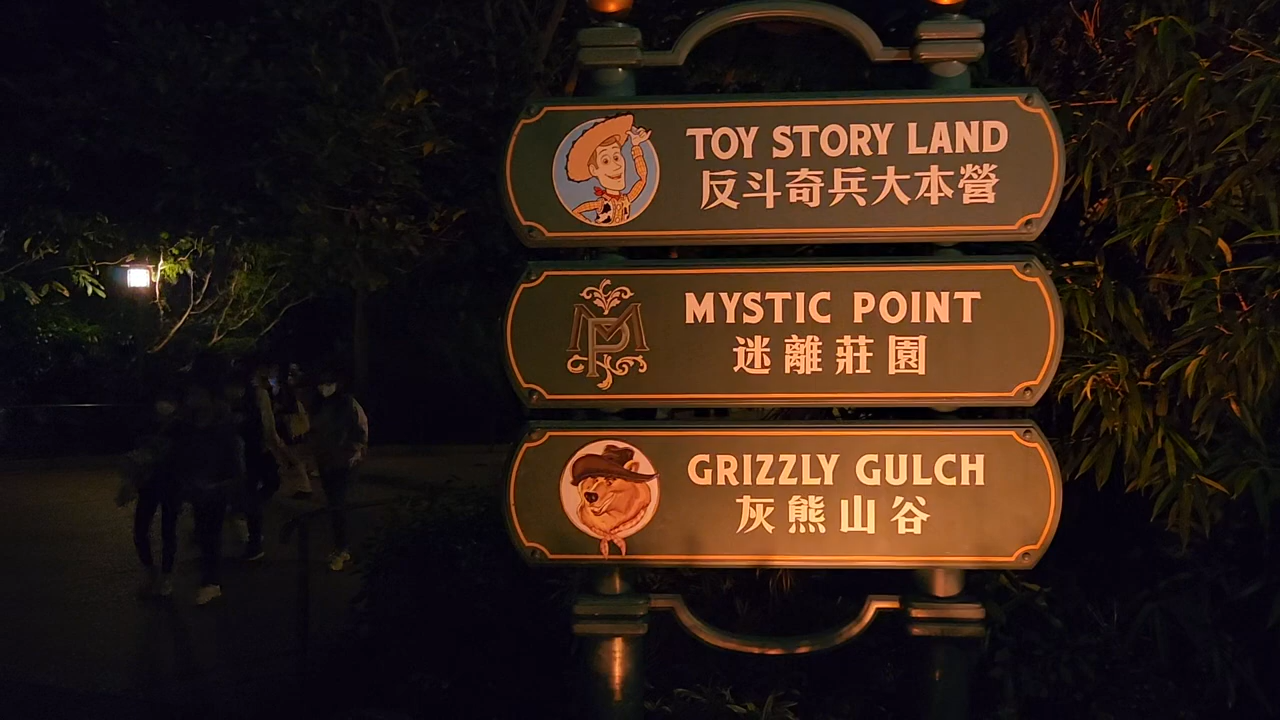 TOY STORY LAND
反斗奇兵大本營
MP
MYSTIC POINT
迷離莊園
GRIZZLY GULCH
灰熊山谷